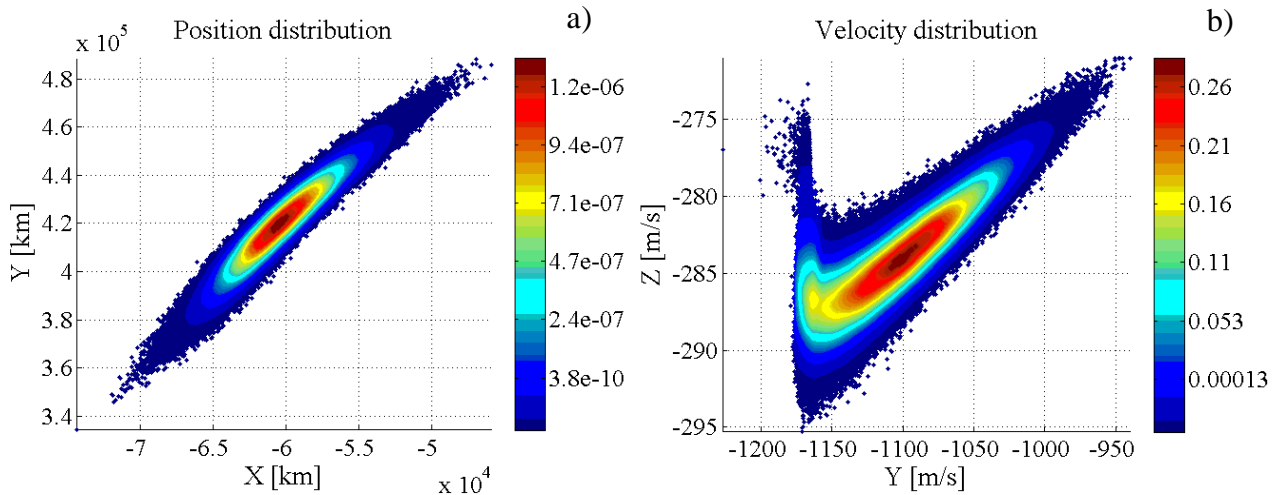 Position distribution
a)
x 10^5
4.8
4.6
4.4
4.2
4
3.8
3.6
3.4
Y [km]
-7
-6.5
-6
-5.5
-5
X [km]
x 10^4
1.2e-06
9.4e-07
7.1e-07
4.7e-07
2.4e-07
3.8e-10
Velocity distribution
b)
-275
-280
-285
-290
-295
Z [m/s]
-1200
-1150
-1100
-1050
-1000
-950
Y [m/s]
0.26
0.21
0.16
0.11
0.053
0.00013